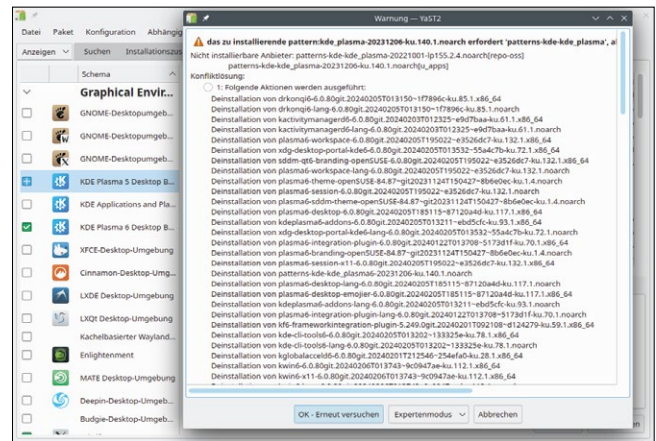 Datei Paket Konfiguration Abhängig
Anzeigen Suchen Installationszus
Schema
Graphical Envir...
GNOME-Desktopumgeb...
GNOME-Desktopumgeb...
GNOME-Desktopumgeb...
KDE Plasma 5 Desktop B...
KDE Applications and Pla...
KDE Plasma 6 Desktop B...
XFCE-Desktop-Umgebung
Cinnamon-Desktop-Umg...
LXDE Desktop-Umgebung
LXQt Desktop-Umgebung
Kachelbasierter Wayland...
Enlightenment
MATE Desktop-Umgebung
Deepin-Desktop-Umgeb...
Budgie-Desktop-Umgeb...
Warnung — YaST2
das zu installierende pattern:kde_plasma-20231206-ku.140.1.noarch erfordert 'patterns-kde-kde_plasma', a
Nicht installierbare Anbieter: patterns-kde-kde_plasma-20221001-lp155.2.4.noarch[repo-oss]
patterns-kde-kde_plasma-20231206-ku.140.1.noarch[u_apps]
Konfliktlösung:
1: Folgende Aktionen werden ausgeführt:
Deinstallation von drkonqi6-6.0.80git.20240205T013150~1f7896c-ku.85.1.x86_64
Deinstallation von drkonqi6-lang-6.0.80git.20240205T013150~1f7896c-ku.85.1.noarch
Deinstallation von kactivitymanagerd6-6.0.80git.20240203T012325~e9d7baa-ku.61.1.x86_64
Deinstallation von kactivitymanagerd6-lang-6.0.80git.20240203T012325~e9d7baa-ku.61.1.noarch
Deinstallation von plasma6-workspace-6.0.80git.20240205T195022~e3526dc7-ku.132.1.x86_64
Deinstallation von xdg-desktop-portal-kde6-6.0.80git.20240205T013532~55a4c7b-ku.72.1.x86_64
Deinstallation von sddm-qt6-branding-openSUSE-6.0.80git.20240205T195022~e3526dc7-ku.132.1.x86_64
Deinstallation von plasma6-workspace-lang-6.0.80git.20240205T195022~e3526dc7-ku.132.1.noarch
Deinstallation von plasma6-theme-openSUSE-84.87~git20231124T150427~8b6e0ec-ku.1.4.noarch
Deinstallation von plasma6-session-6.0.80git.20240205T195022~e3526dc7-ku.132.1.noarch
Deinstallation von plasma6-sddm-theme-openSUSE-84.87~git20231124T150427~8b6e0ec-ku.1.4.noarch
Deinstallation von plasma6-desktop-6.0.80git.20240205T185115~87120a4d-ku.117.1.x86_64
Deinstallation von kdeplasma6-addons-6.0.80git.20240205T013211~ebd5cfc-ku.93.1.x86_64
Deinstallation von xdg-desktop-portal-kde6-lang-6.0.80git.20240205T013532~55a4c7b-ku.72.1.noarch
Deinstallation von plasma6-integration-plugin-6.0.80git.20240122T013708~5173d1f-ku.70.1.x86_64
Deinstallation von plasma6-branding-openSUSE-84.87~git20231124T150427~8b6e0ec-ku.1.4.noarch
Deinstallation von plasma6-session-x11-6.0.80git.20240205T195022~e3526dc7-ku.132.1.x86_64
Deinstallation von patterns-kde-kde_plasma6-20231206-ku.140.1.noarch
Deinstallation von plasma6-desktop-lang-6.0.80git.20240205T185115~87120a4d-ku.117.1.noarch
Deinstallation von plasma6-desktop-emojier-6.0.80git.20240205T185115~87120a4d-ku.117.1.x86_64
Deinstallation von kdeplasma6-addons-lang-6.0.80git.20240205T013211~ebd5cfc-ku.93.1.noarch
Deinstallation von plasma6-integration-plugin-lang-6.0.80git.20240122T013708~5173d1f-ku.70.1.noarch
Deinstallation von kf6-frameworkintegration-plugin-5.249.0git.20240201T092108~d124279-ku.59.1.x86_64
Deinstallation von kde-cli-tools6-6.0.80git.20240205T013202~133325e-ku.78.1.x86_64
Deinstallation von kde-cli-tools6-lang-6.0.80git.20240205T013202~133325e-ku.78.1.noarch
Deinstallation von kglobalacceld6-6.0.80git.20240201T212546~254efa0-ku.28.1.x86_64
Deinstallation von kwin6-6.0.80git.20240206T013743~9c0947ae-ku.112.1.x86_64
Deinstallation von kwin6-x11-6.0.80git.20240206T013743~9c0947ae-ku.112.1.x86_64
OK - Erneut versuchen Expertenmodus Abbrechen